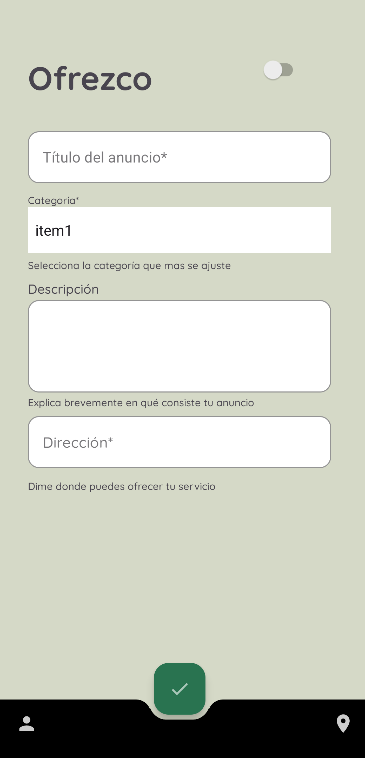 Ofrezco
Título del anuncio*
Categoría*
item1
Selecciona la categoría que mas se ajuste
Descripción
Explica brevemente en qué consiste tu anuncio
Dirección*
Dime donde puedes ofrecer tu servicio